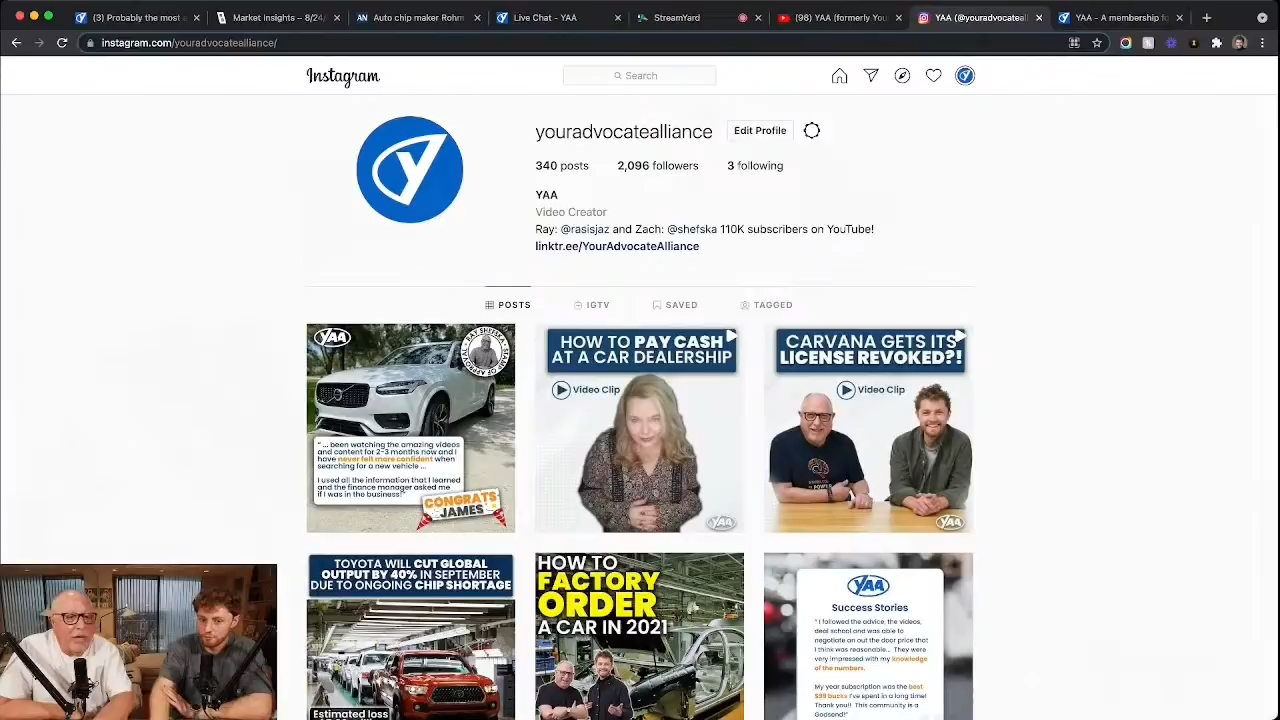 (3) Probably the most
Market Insights - 8/24/
Auto chip maker Rohm
Live Chat - YAA
StreamYard
(98) YAA (formerly You
YAA (@youradvocateall
YAA - A membership fo
instagram.com/youradvocatealliance/
Instagram
Search
youradvocatealliance
Edit Profile
340 posts
2,096 followers
3 following
YAA
Video Creator
Ray: @rasisjaz and Zach: @shefska 110K subscribers on YouTube!
linktr.ee/YourAdvocateAlliance
POSTS
IGTV
SAVED
TAGGED
YAA
RAY SHEFSKA SEAL OF APPROVAL
" ... been watching the amazing videos
and content for 2-3 months now and I
have never felt more confident when
searching for a new vehicle ...
I used all the information that I learned
and the finance manager asked me
if I was in the business!"
CONGRATS
JAMES
HOW TO PAY CASH
AT A CAR DEALERSHIP
Video Clip
YAA
CARVANA GETS ITS
LICENSE REVOKED?!
Video Clip
YAA
TOYOTA WILL CUT GLOBAL
OUTPUT BY 40% IN SEPTEMBER
DUE TO ONGOING CHIP SHORTAGE
Estimated loss
HOW TO
FACTORY
ORDER
A CAR IN 2021
YAA
Success Stories
" I followed the advice, the videos,
deal school and was able to
negotiate an out the door price that
I think was reasonable... They were
very impressed with my knowledge
of the numbers.
My year subscription was the best
$99 bucks I've spent in a long time!
Thank you!! This community is a
Godsend!"